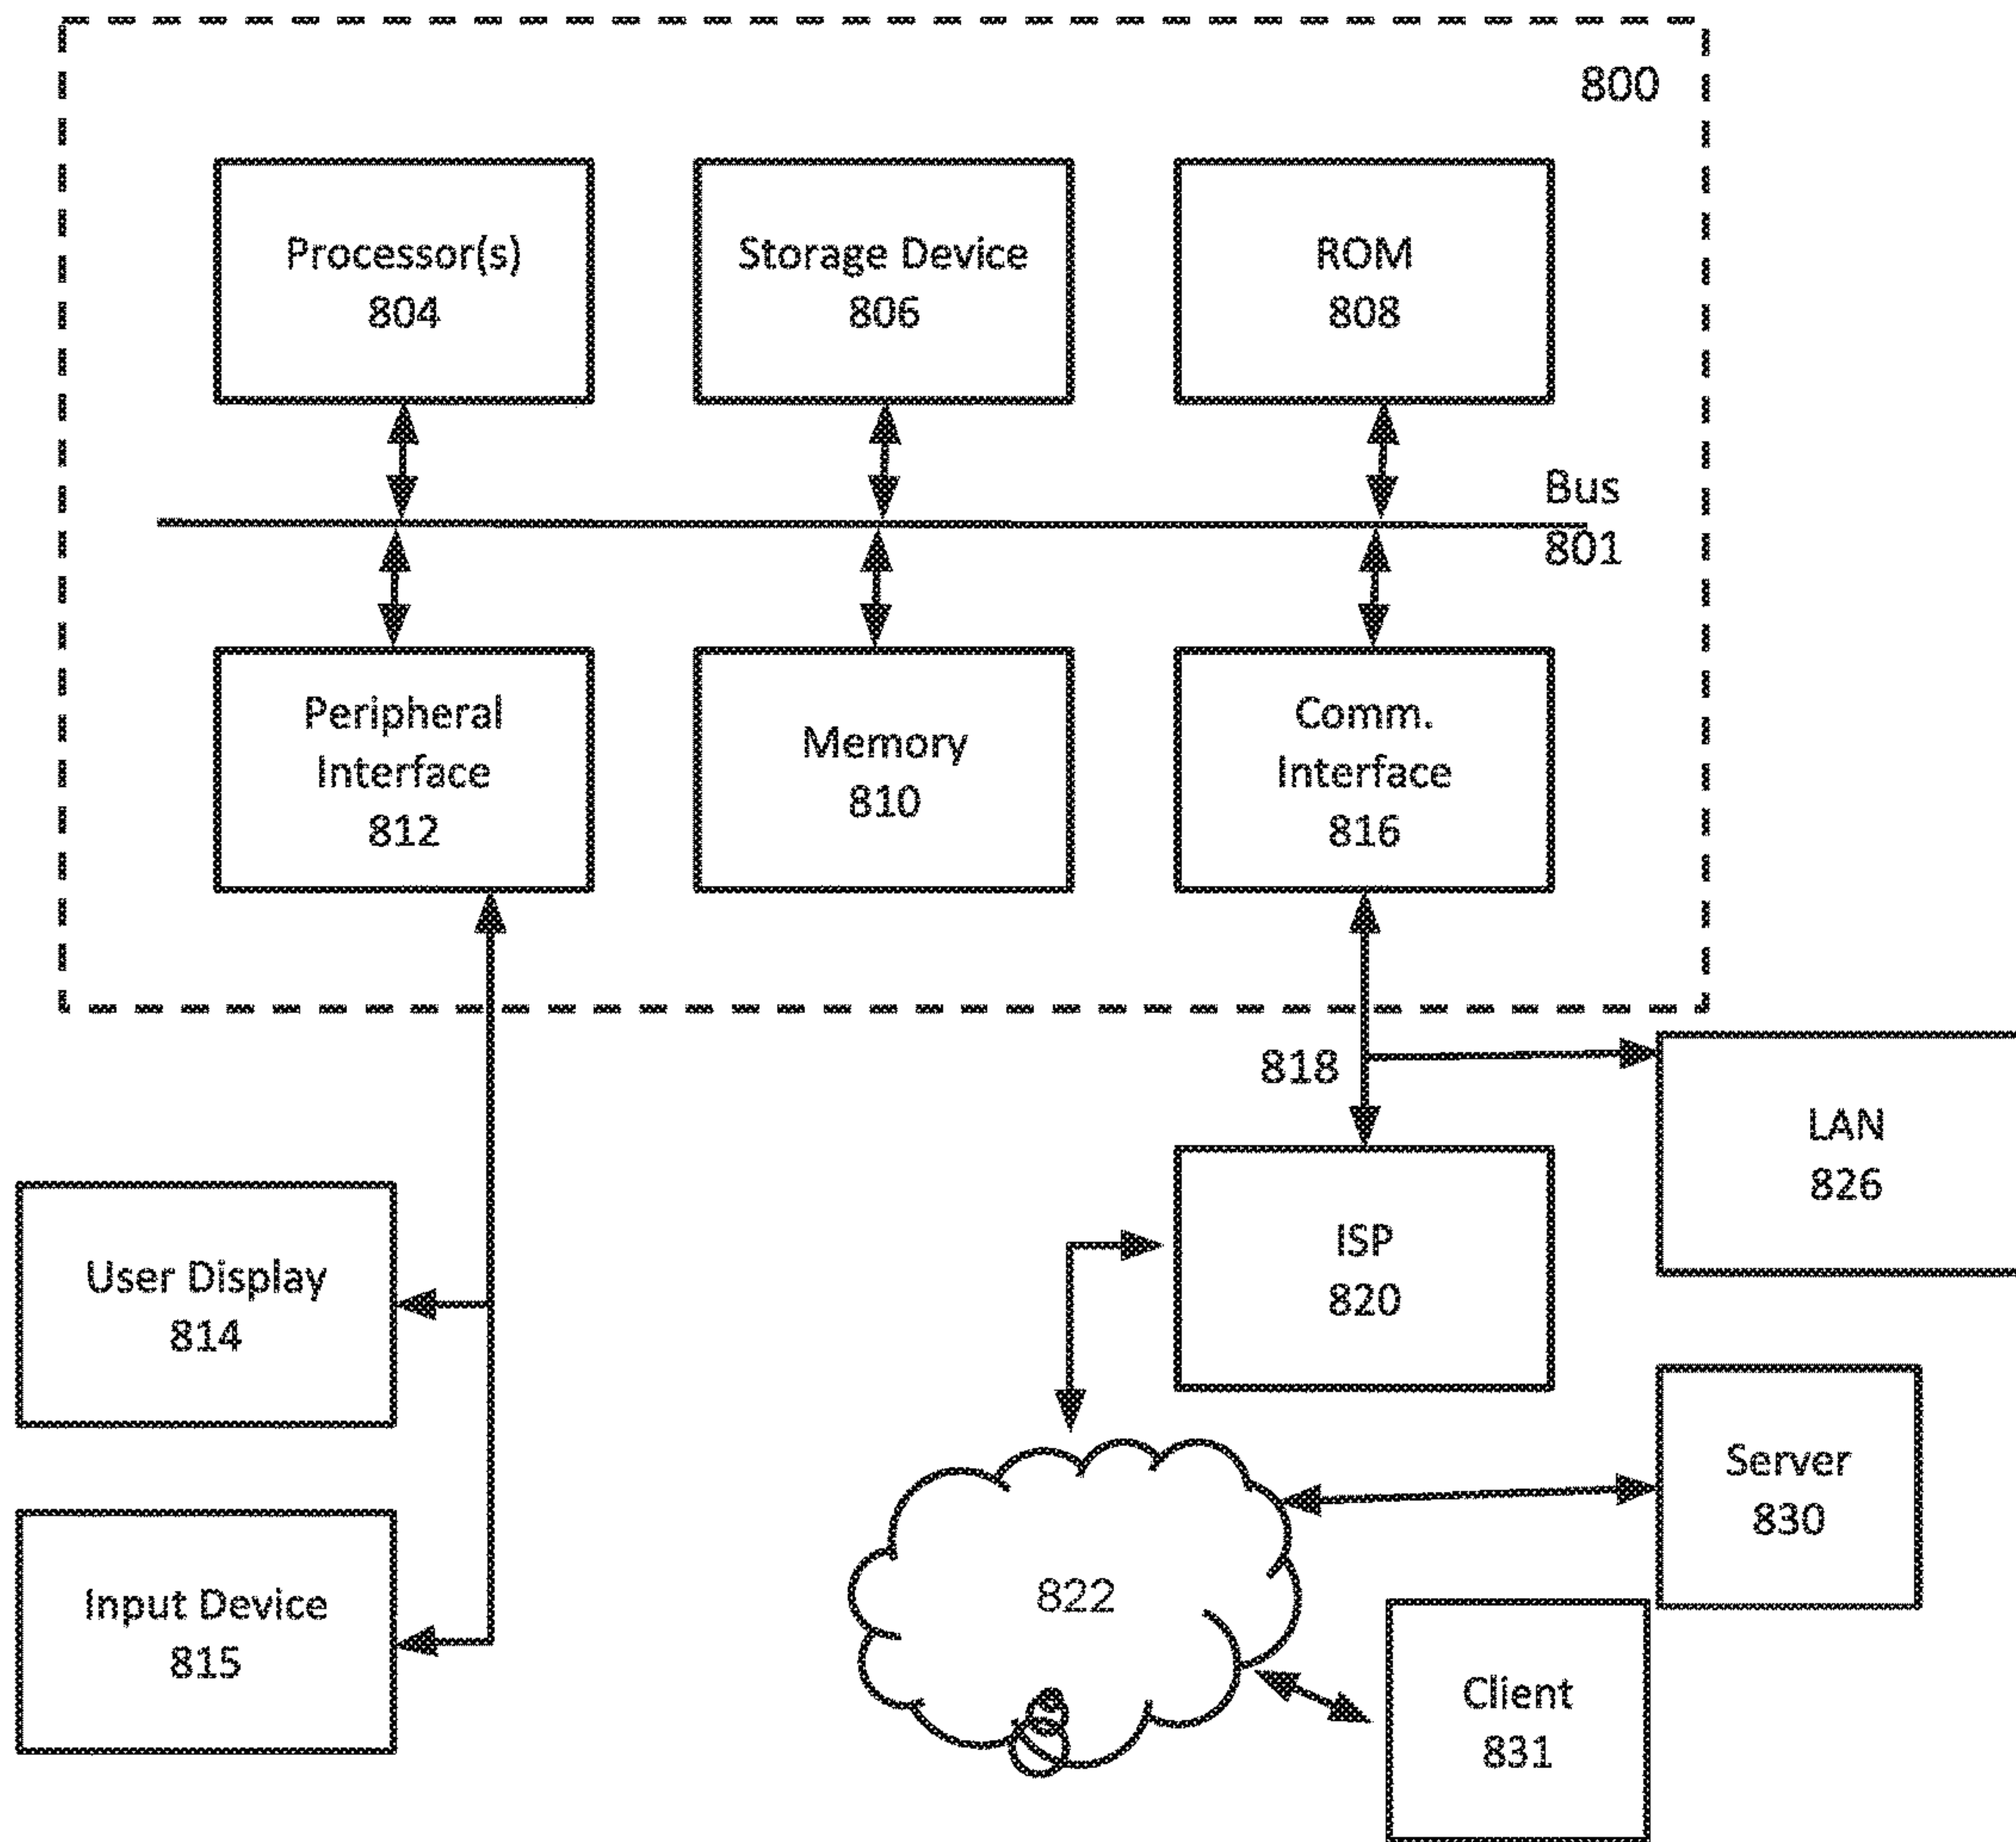 800
Processor(s)
804
Storage Device
806
ROM
808
Bus
801
Peripheral
Interface
812
Memory
810
Comm.
Interface
816
818
LAN
826
User Display
814
ISP
820
Server
830
Input Device
815
822
Client
831